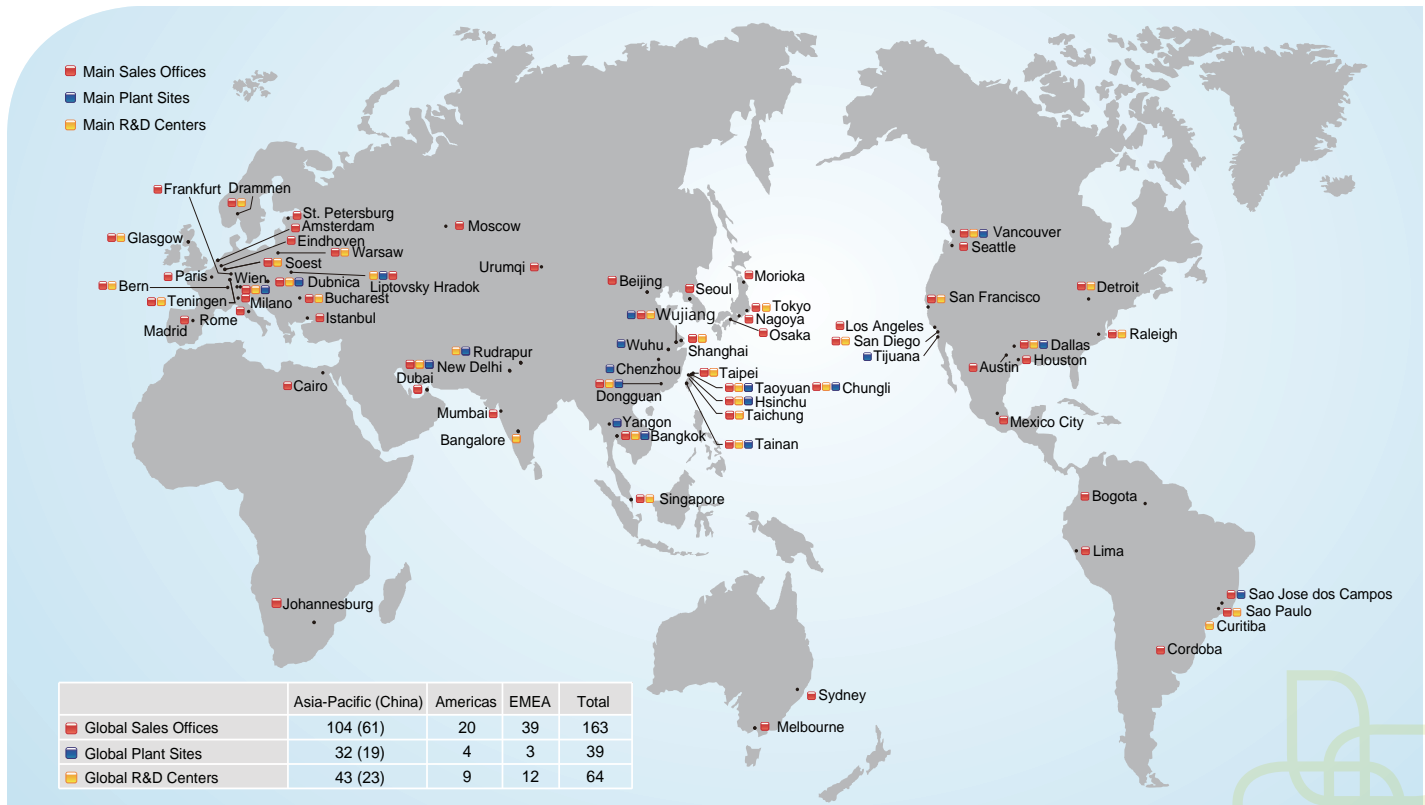 Main Sales Offices
Main Plant Sites
Main R&D Centers
Frankfurt
Drammen
St. Petersburg
Amsterdam
Eindhoven
Glasgow
Warsaw
Moscow
Soest
Paris
Wien
Dubnica
Liptovsky Hradok
Bern
Teningen
Milano
Bucharest
Madrid
Rome
Istanbul
Urumqi
Beijing
Seoul
Morioka
Tokyo
Nagoya
Osaka
Wujiang
Shanghai
Wuhu
Chenzhou
Dongguan
Taipei
Taoyuan
Chungli
Hsinchu
Taichung
Tainan
Rudrapur
New Delhi
Dubai
Cairo
Mumbai
Bangalore
Yangon
Bangkok
Singapore
Johannesburg
Sydney
Melbourne
Vancouver
Seattle
San Francisco
Detroit
Los Angeles
San Diego
Tijuana
Raleigh
Dallas
Houston
Austin
Mexico City
Bogota
Lima
Sao Jose dos Campos
Sao Paulo
Curitiba
Cordoba
Asia-Pacific (China) Americas EMEA Total
Global Sales Offices 104 (61) 20 39 163
Global Plant Sites 32 (19) 4 3 39
Global R&D Centers 43 (23) 9 12 64